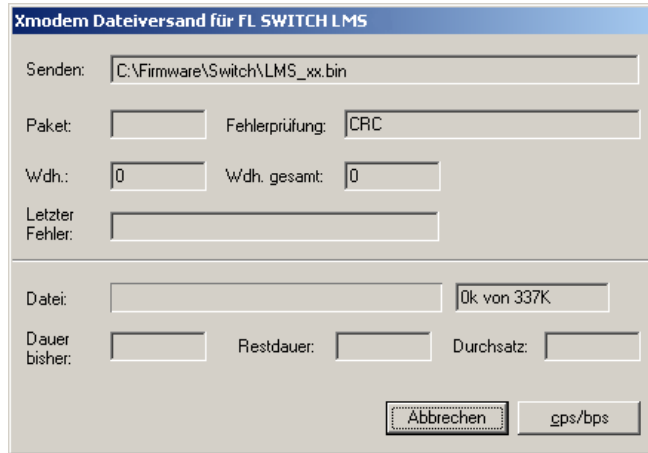 Xmodem Dateiversand für FL SWITCH LMS
Senden: C:\Firmware\Switch\LMS_xx.bin
Paket: Fehlerprüfung: CRC
Wdh.: 0 Wdh. gesamt: 0
Letzter
Fehler:
Datei: 0k von 337K
Dauer
bisher: Restdauer: Durchsatz:
Abbrechen cps/bps